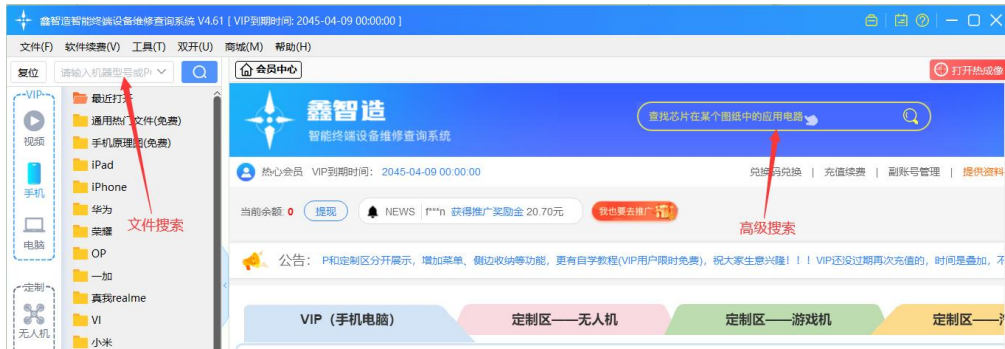 鑫智造智能终端设备维修查询系统 V4.61 [ VIP到期时间: 2045-04-09 00:00:00 ]
文件(F) 软件续费(V) 工具(T) 双开(U) 商城(M) 帮助(H)
复位
请输入机器型号或P
会员中心
打开热成像
VIP
视频
手机
电脑
定制
无人机
最近打开
通用热门文件(免费)
手机原理图(免费)
iPad
iPhone
华为
荣耀
OP
一加
真我realme
VI
小米
文件搜索
鑫智造
智能终端设备维修查询系统
查找芯片在某个图纸中的应用电路
热心会员 VIP到期时间: 2045-04-09 00:00:00
兑换码兑换 | 充值续费 | 副账号管理 | 提供资料
当前余额: 0 提现 NEWS f***n 获得推广奖励金 20.70元 我也要去推广
高级搜索
公告: P和定制区分开展示，增加菜单、侧边收纳等功能，更有自学教程(VIP用户限时免费)，祝大家生意兴隆！！！VIP还没过期再次充值的，时间是叠加，不
VIP（手机电脑）
定制区——无人机
定制区——游戏机
定制区——